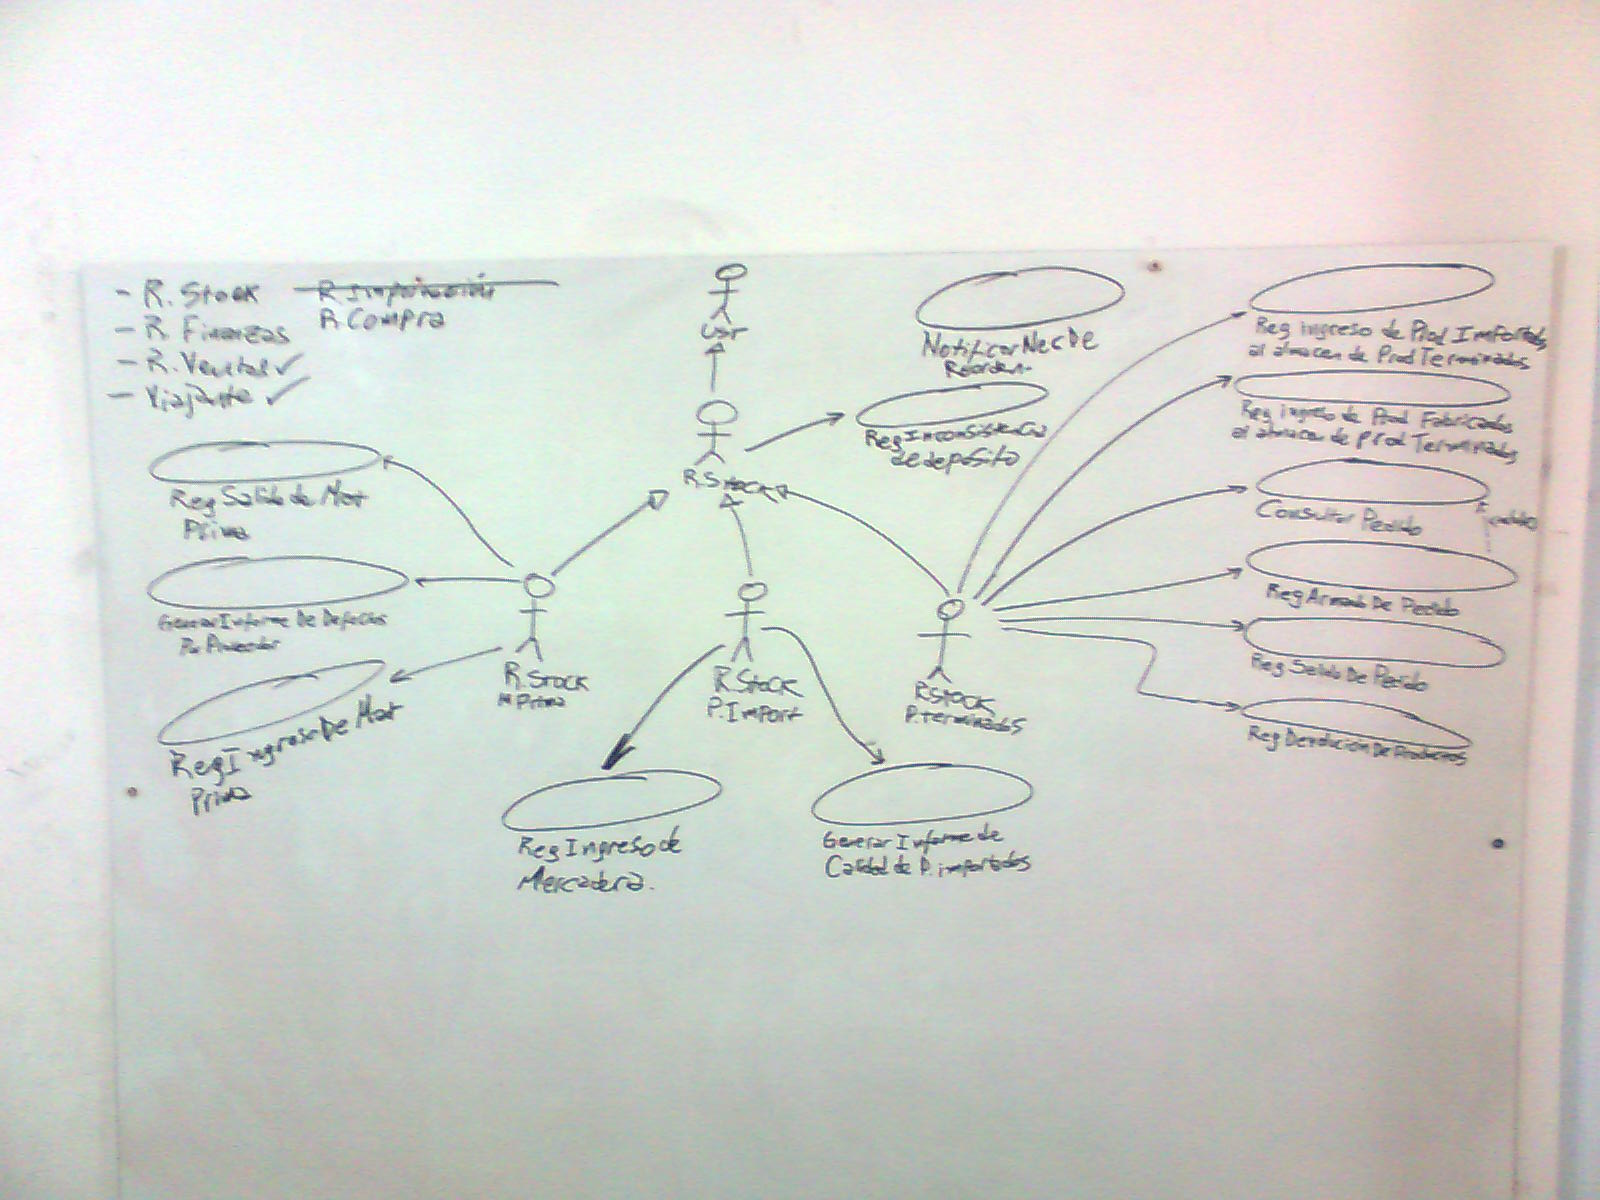 - R. Stock
- R Finanzas
- R. Ventas ✓
- Viajante ✓
R. Importación
R. Compra
Usr
R.Stock
Notificar Nec De
Reorden.
Reg Inconsistencia
de deposito
Reg Salida de Mat
Prima
Generar Informe De Defectos
Por Proveedor
Reg Ingreso De Mat
Prima
R.Stock
M Prima
R.Stock
P. Import
R.Stock
P.terminados
Reg Ingreso de
Mercadera.
Generar Informe de
Calidad de P. importados
Reg ingreso de Prod Importados
al almacen de Prod Terminados
Reg ingreso de Prod Fabricados
al almacen de Prod Terminados
Consultar Pedido
Reg Armado De Pedido
Reg Salida De Pedido
Reg Devolución De Productos